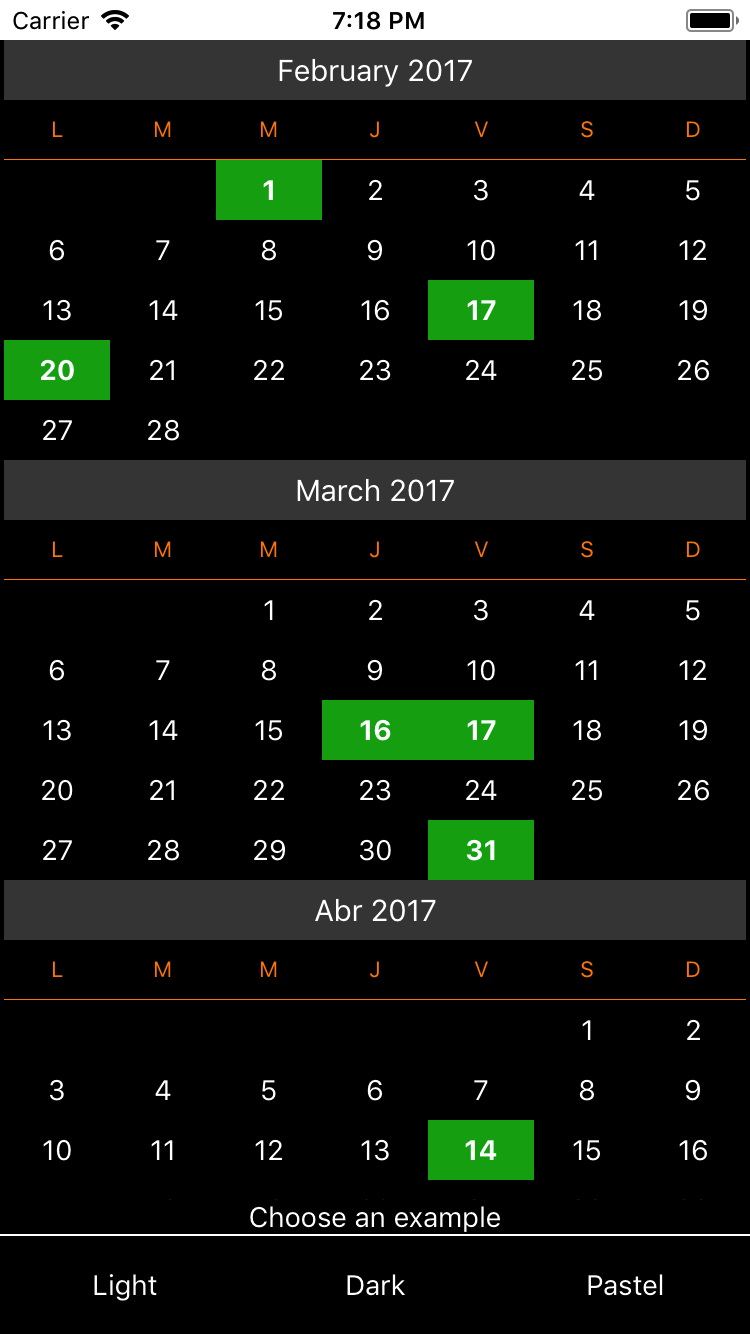 Carrier 7:18 PM
February 2017
L M M J V S D
1 2 3 4 5
6 7 8 9 10 11 12
13 14 15 16 17 18 19
20 21 22 23 24 25 26
27 28
March 2017
L M M J V S D
1 2 3 4 5
6 7 8 9 10 11 12
13 14 15 16 17 18 19
20 21 22 23 24 25 26
27 28 29 30 31
Abr 2017
L M M J V S D
1 2
3 4 5 6 7 8 9
10 11 12 13 14 15 16
Choose an example
Light Dark Pastel